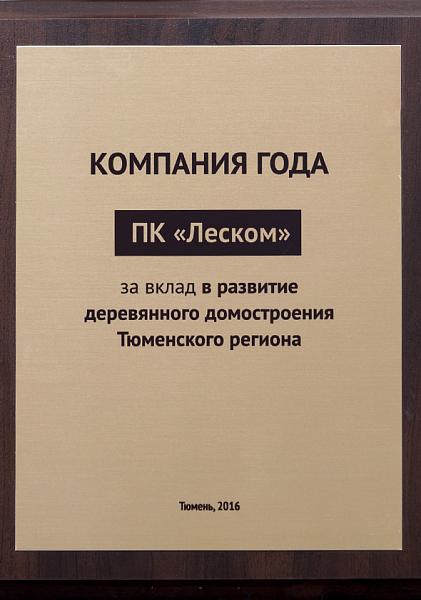 КОМПАНИЯ ГОДА
ПК «Леском»
за вклад в развитие
деревянного домостроения
Тюменского региона
Тюмень, 2016